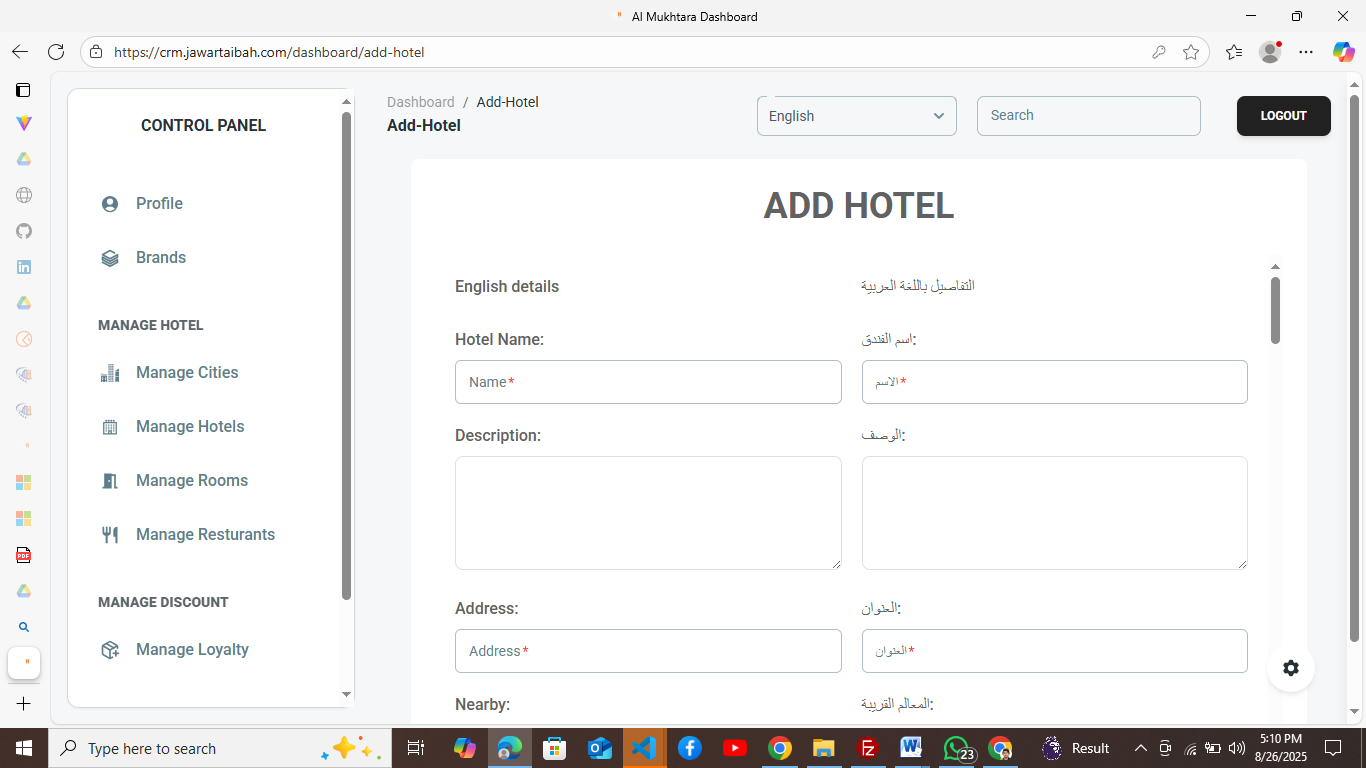 Al Mukhtara Dashboard
https://crm.jawartaibah.com/dashboard/add-hotel
CONTROL PANEL
Profile
Brands
MANAGE HOTEL
Manage Cities
Manage Hotels
Manage Rooms
Manage Resturants
MANAGE DISCOUNT
Manage Loyalty
Dashboard / Add-Hotel
Add-Hotel
English
Search
LOGOUT
ADD HOTEL
English details
التفاصيل باللغة العربية
Hotel Name:
اسم الفندق:
Name*
الاسم*
Description:
الوصف:
Address:
العنوان:
Address*
العنوان*
Nearby:
المعالم القريبة:
Type here to search
23
Result
5:10 PM
8/26/2025